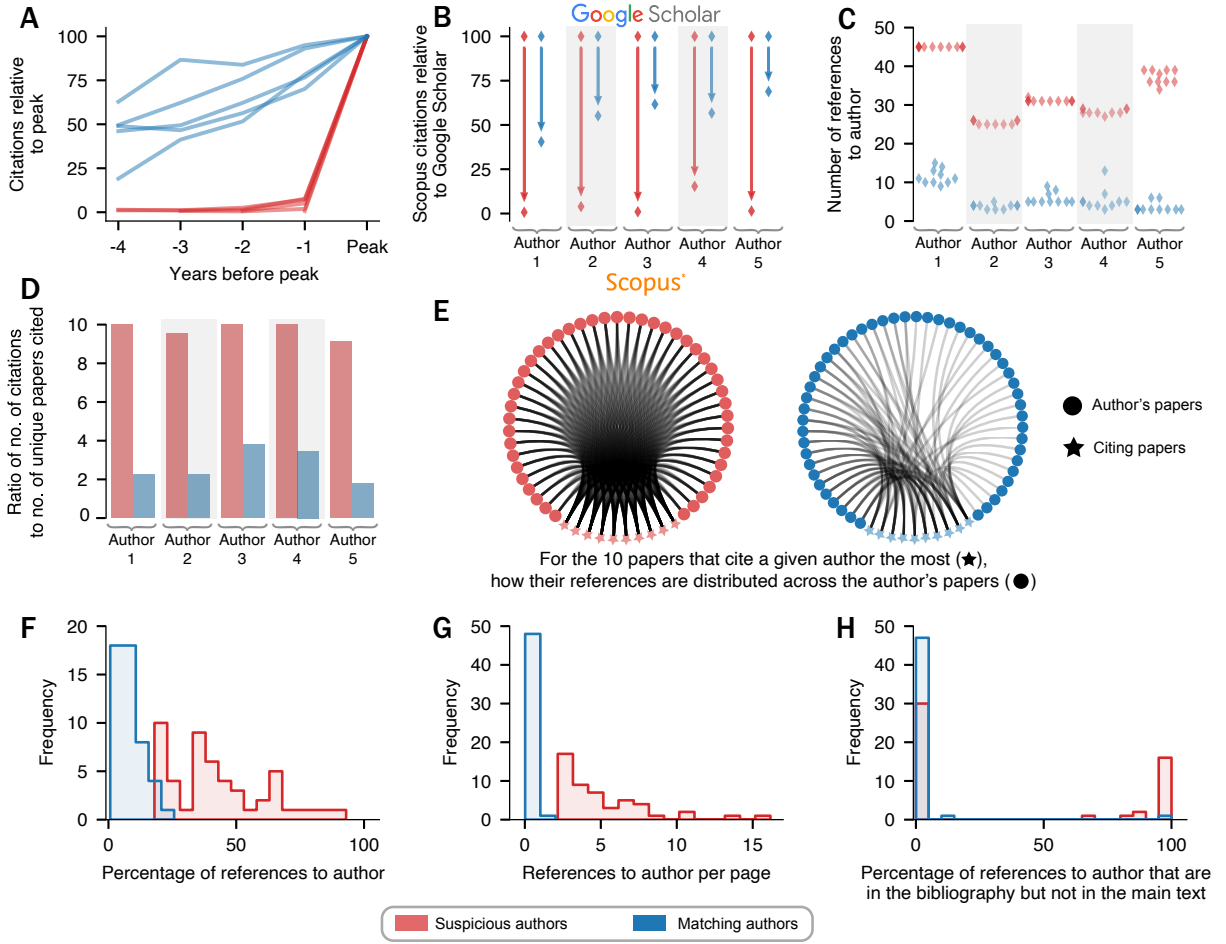 A
Citations relative
to peak
100
75
50
25
0
-4
-3
-2
-1
Peak
Years before peak
B
Google Scholar
Scopus citations relative
to Google Scholar
100
75
50
25
0
Author
1
Author
2
Author
3
Author
4
Author
5
Scopus
C
Number of references
to author
50
40
30
20
10
0
Author
1
Author
2
Author
3
Author
4
Author
5
D
Ratio of no. of citations
to no. of unique papers cited
10
8
6
4
2
0
Author
1
Author
2
Author
3
Author
4
Author
5
E
Author's papers
Citing papers
For the 10 papers that cite a given author the most (★),
how their references are distributed across the author's papers (●)
F
Frequency
20
15
10
5
0
0
50
100
Percentage of references to author
G
Frequency
50
40
30
20
10
0
0
5
10
15
References to author per page
H
Frequency
50
40
30
20
10
0
0
50
100
Percentage of references to author that are
in the bibliography but not in the main text
Suspicious authors
Matching authors